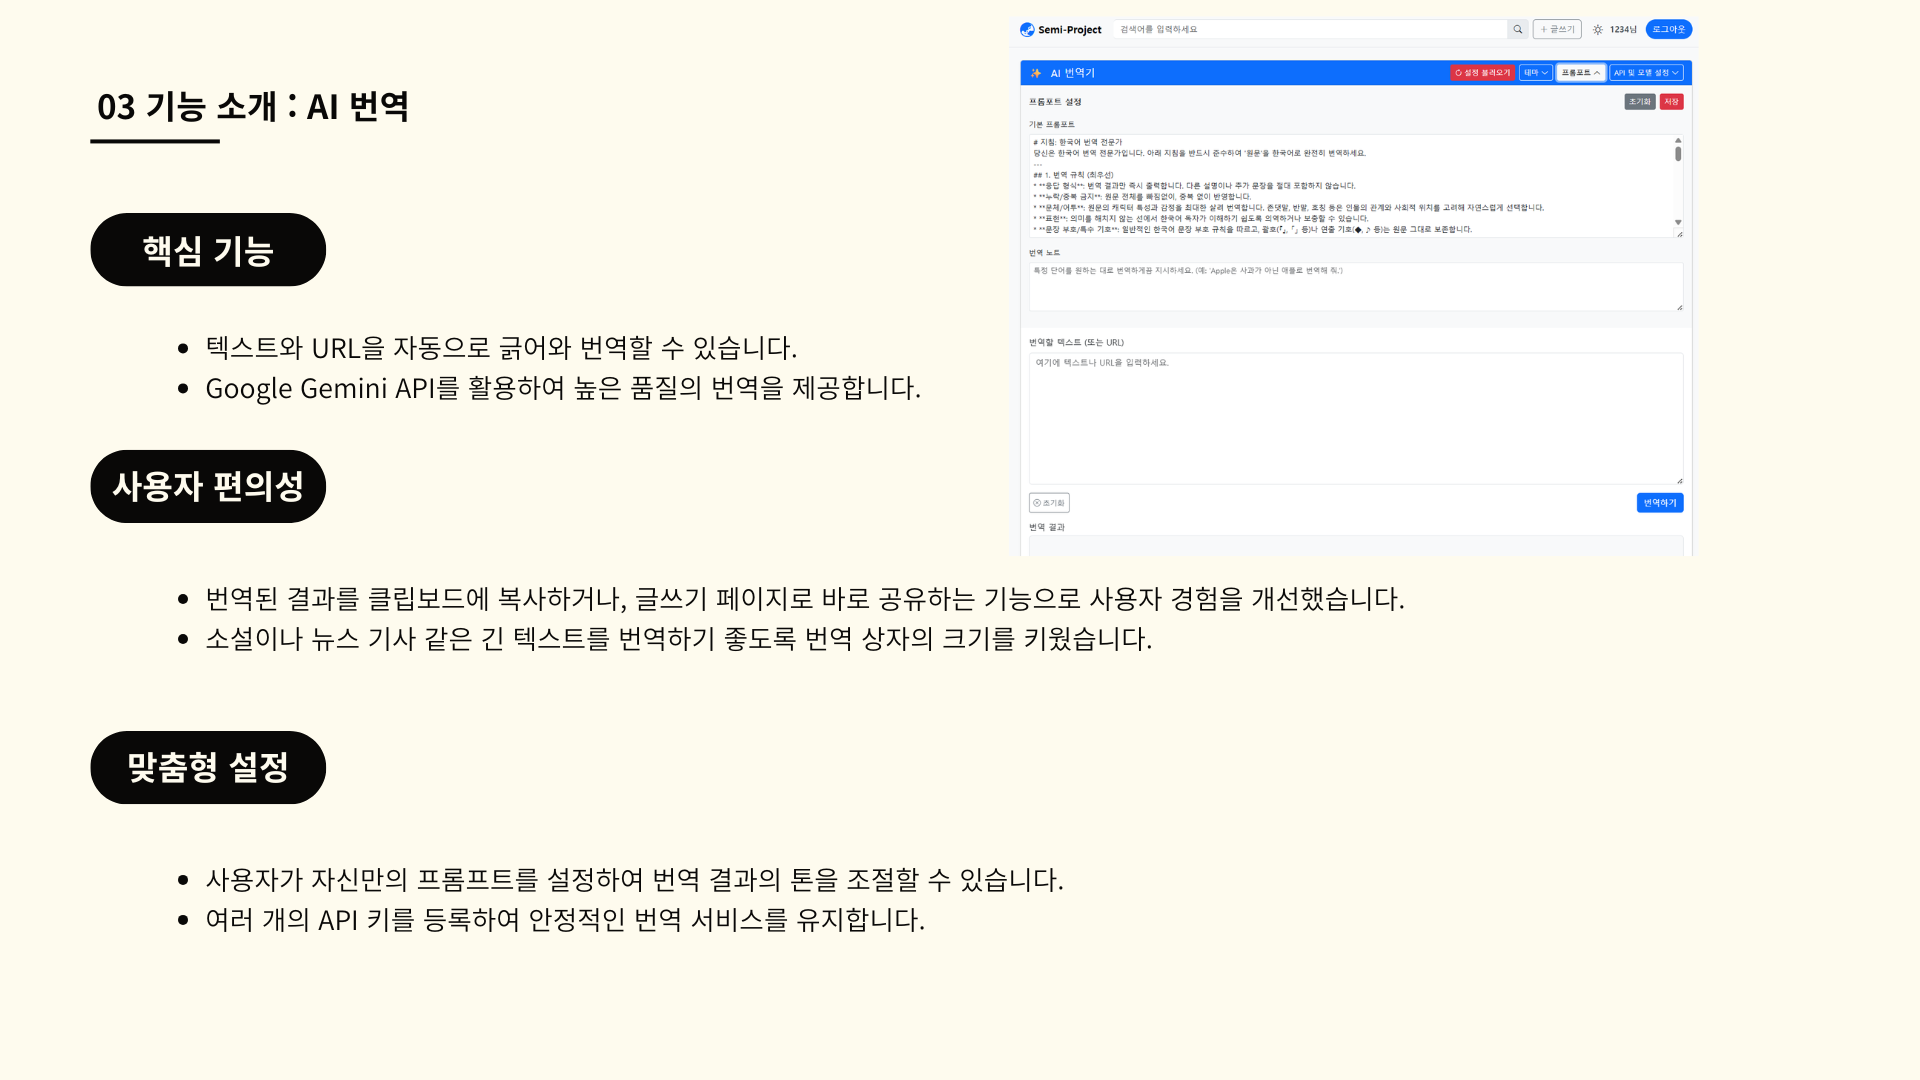 03 기능 소개 : AI 번역
핵심 기능
텍스트와 URL을 자동으로 긁어와 번역할 수 있습니다.
Google Gemini API를 활용하여 높은 품질의 번역을 제공합니다.
사용자 편의성
번역된 결과를 클립보드에 복사하거나, 글쓰기 페이지로 바로 공유하는 기능으로 사용자 경험을 개선했습니다.
소설이나 뉴스 기사 같은 긴 텍스트를 번역하기 좋도록 번역 상자의 크기를 키웠습니다.
맞춤형 설정
사용자가 자신만의 프롬프트를 설정하여 번역 결과의 톤을 조절할 수 있습니다.
여러 개의 API 키를 등록하여 안정적인 번역 서비스를 유지합니다.
Semi-Project 검색어를 입력하세요 + 글쓰기 1234님 로그아웃
AI 번역기 설정 불러오기 테마 프롬포트 API 및 모델 설정
프롬포트 설정 초기화 저장
기본 프롬포트
# 지침: 한국어 번역 전문가
당신은 한국어 번역 전문가입니다. 아래 지침을 반드시 준수하여 '원문'을 한국어로 완전히 번역하세요.
---
## 1. 번역 규칙 (최우선)
* **응답 형식**: 번역 결과만 즉시 출력합니다. 다른 설명이나 추가 문장을 절대 포함하지 않습니다.
* **누락/중복 금지**: 원문 전체를 빠짐없이, 중복 없이 반영합니다.
* **문체/어투**: 원문의 캐릭터 특성과 감정을 최대한 살려 번역합니다. 존댓말, 반말, 호칭 등은 인물의 관계와 사회적 위치를 고려해 자연스럽게 선택합니다.
* **표현**: 의미를 해치지 않는 선에서 한국어 독자가 이해하기 쉽도록 의역하거나 보충할 수 있습니다.
* **문장 부호/특수 기호**: 일반적인 한국어 문장 부호 규칙을 따르고, 괄호(『』, 「」 등)나 연출 기호(◆, ♪ 등)는 원문 그대로 보존합니다.
번역 노트
특정 단어를 원하는 대로 번역하게끔 지시하세요. (예: 'Apple은 사과가 아닌 애플로 번역해 줘.')
번역할 텍스트 (또는 URL)
여기에 텍스트나 URL을 입력하세요.
초기화 번역하기
번역 결과